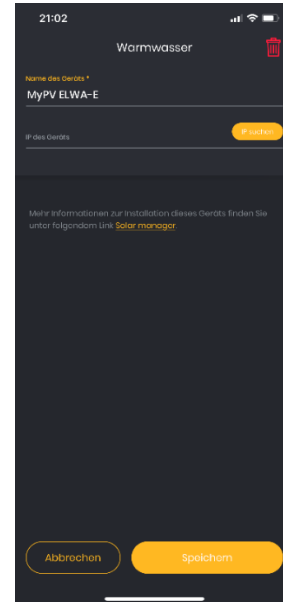 21:02
Warmwasser
Name des Geräts *
MyPV ELWA-E
IP des Geräts
IP suchen
Mehr Informationen zur Installation dieses Geräts finden Sie
unter folgendem Link Solar manager.
Abbrechen
Speichern